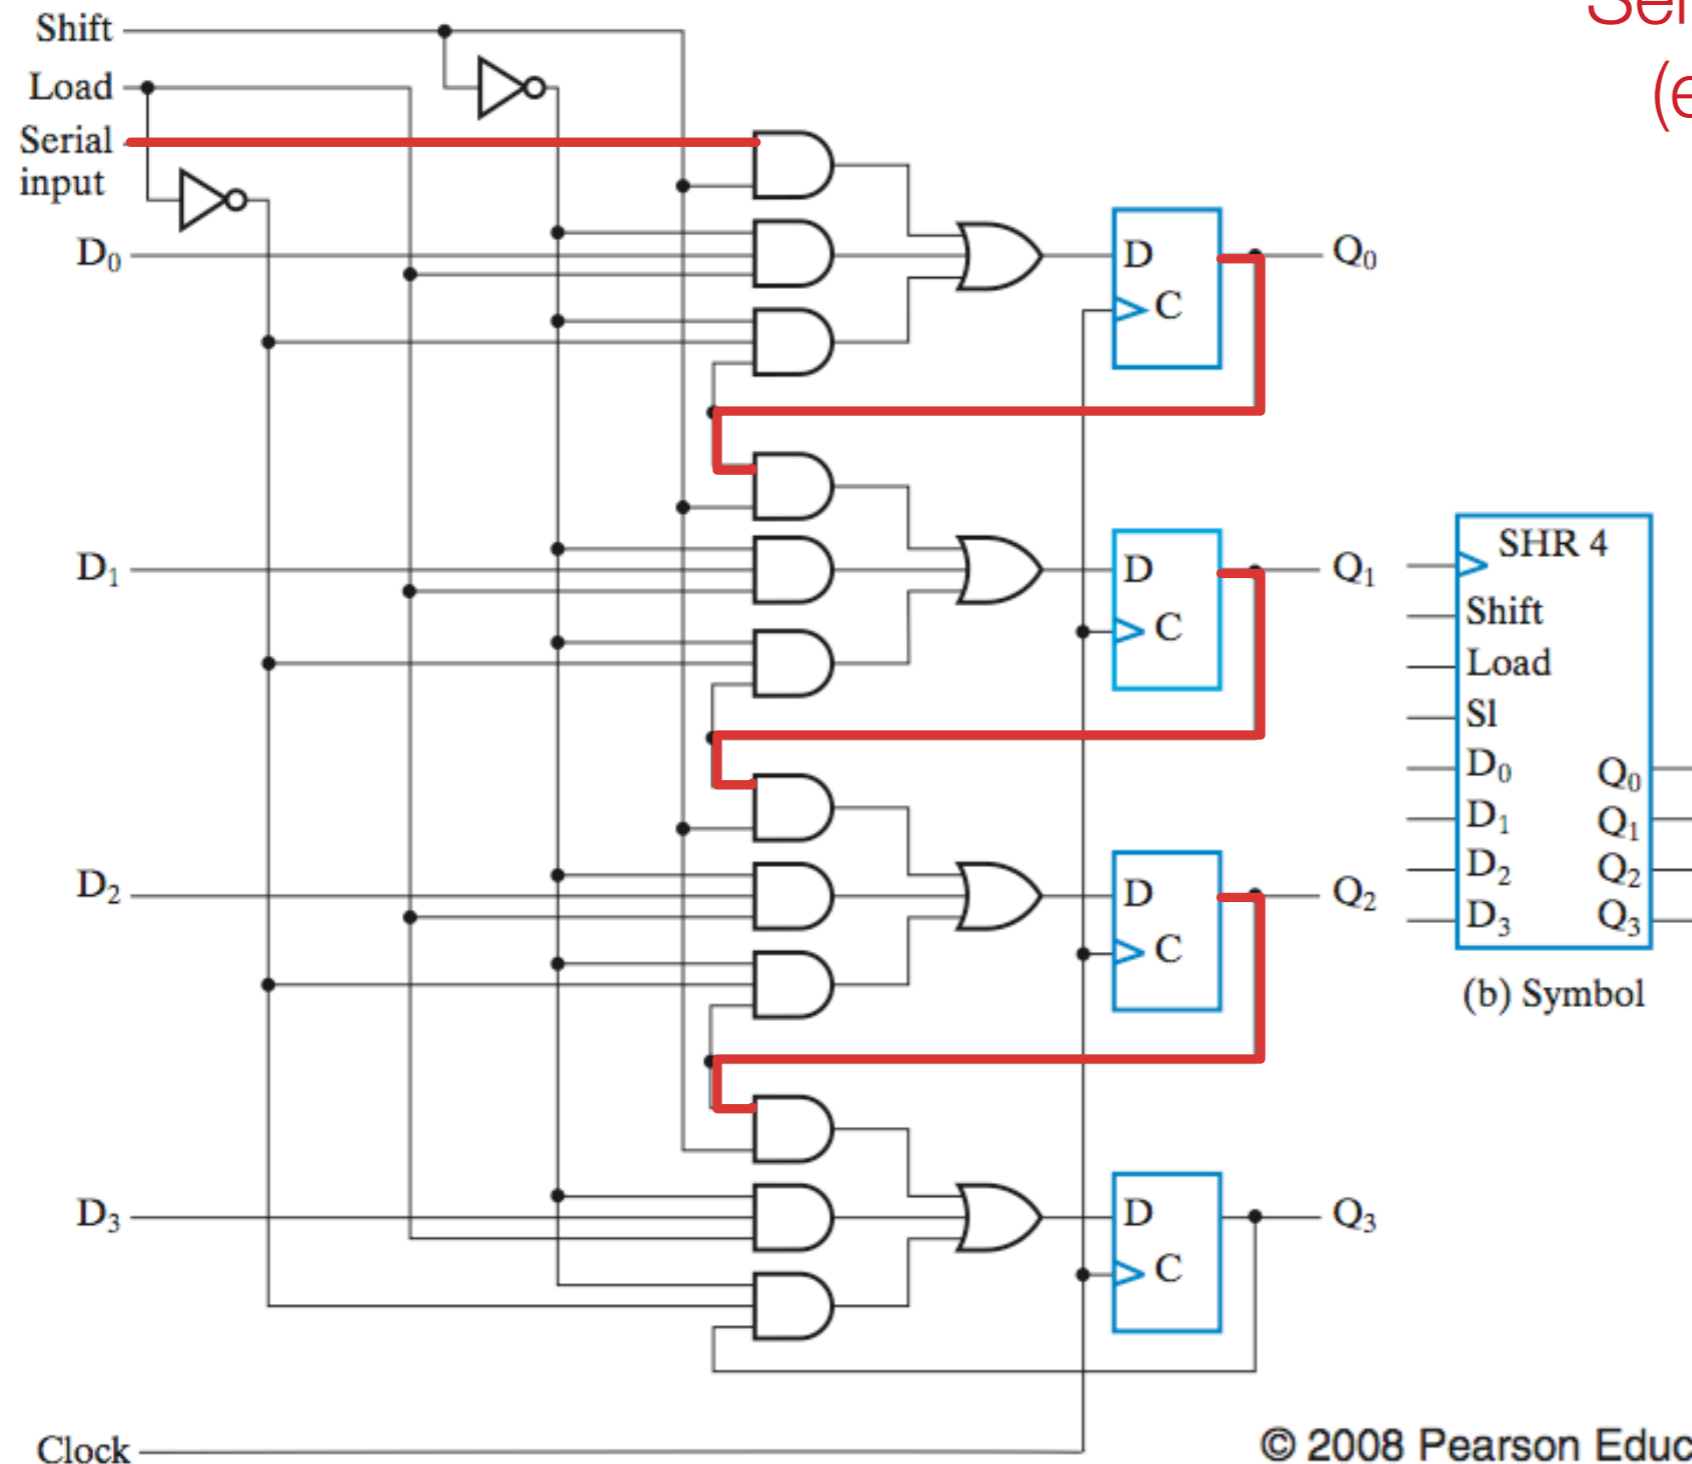 Shift
Load
Serial
input
D₀
D C
Q₀
D₁
D C
Q₁
D₂
D C
Q₂
D₃
D C
Q₃
Clock
SHR 4
Shift
Load
SI
D₀ Q₀
D₁ Q₁
D₂ Q₂
D₃ Q₃
(b) Symbol
© 2008 Pearson